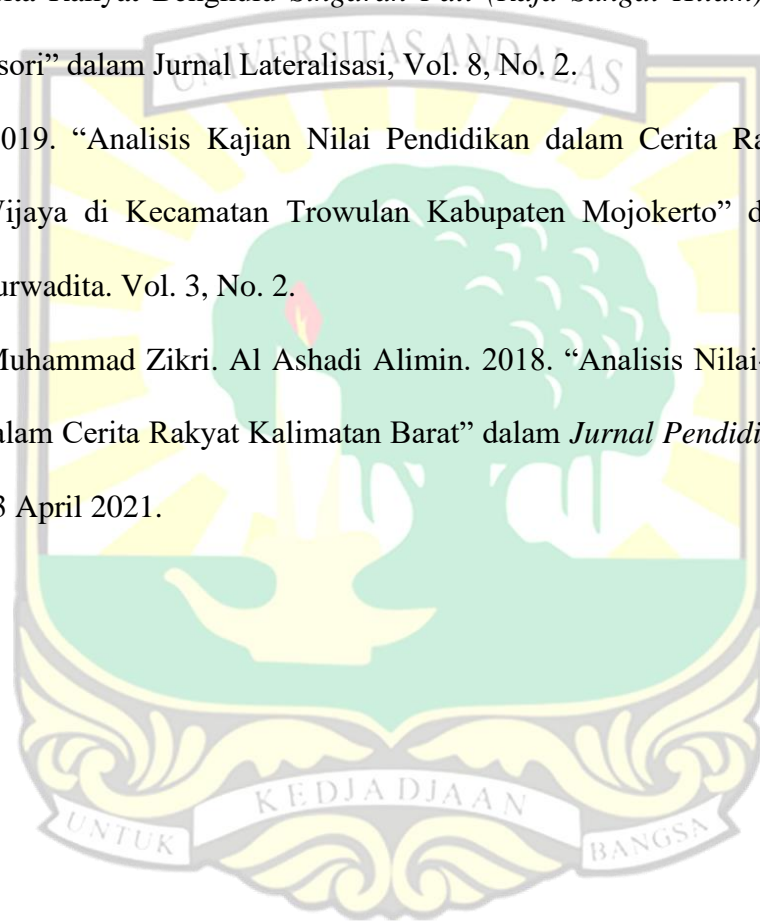 UNIVERSITAS ANDALAS
sori” dalam Jurnal Lateralisasi, Vol. 8, No. 2.
019. “Analisis Kajian Nilai Pendidikan dalam Cerita Ra
Vijaya di Kecamatan Trowulan Kabupaten Mojokerto” d
urwadita. Vol. 3, No. 2.
Muhammad Zikri. Al Ashadi Alimin. 2018. “Analisis Nilai-
alam Cerita Rakyat Kalimatan Barat” dalam Jurnal Pendidi
3 April 2021.
KEDJADJAAN
UNTUK
BANGSA